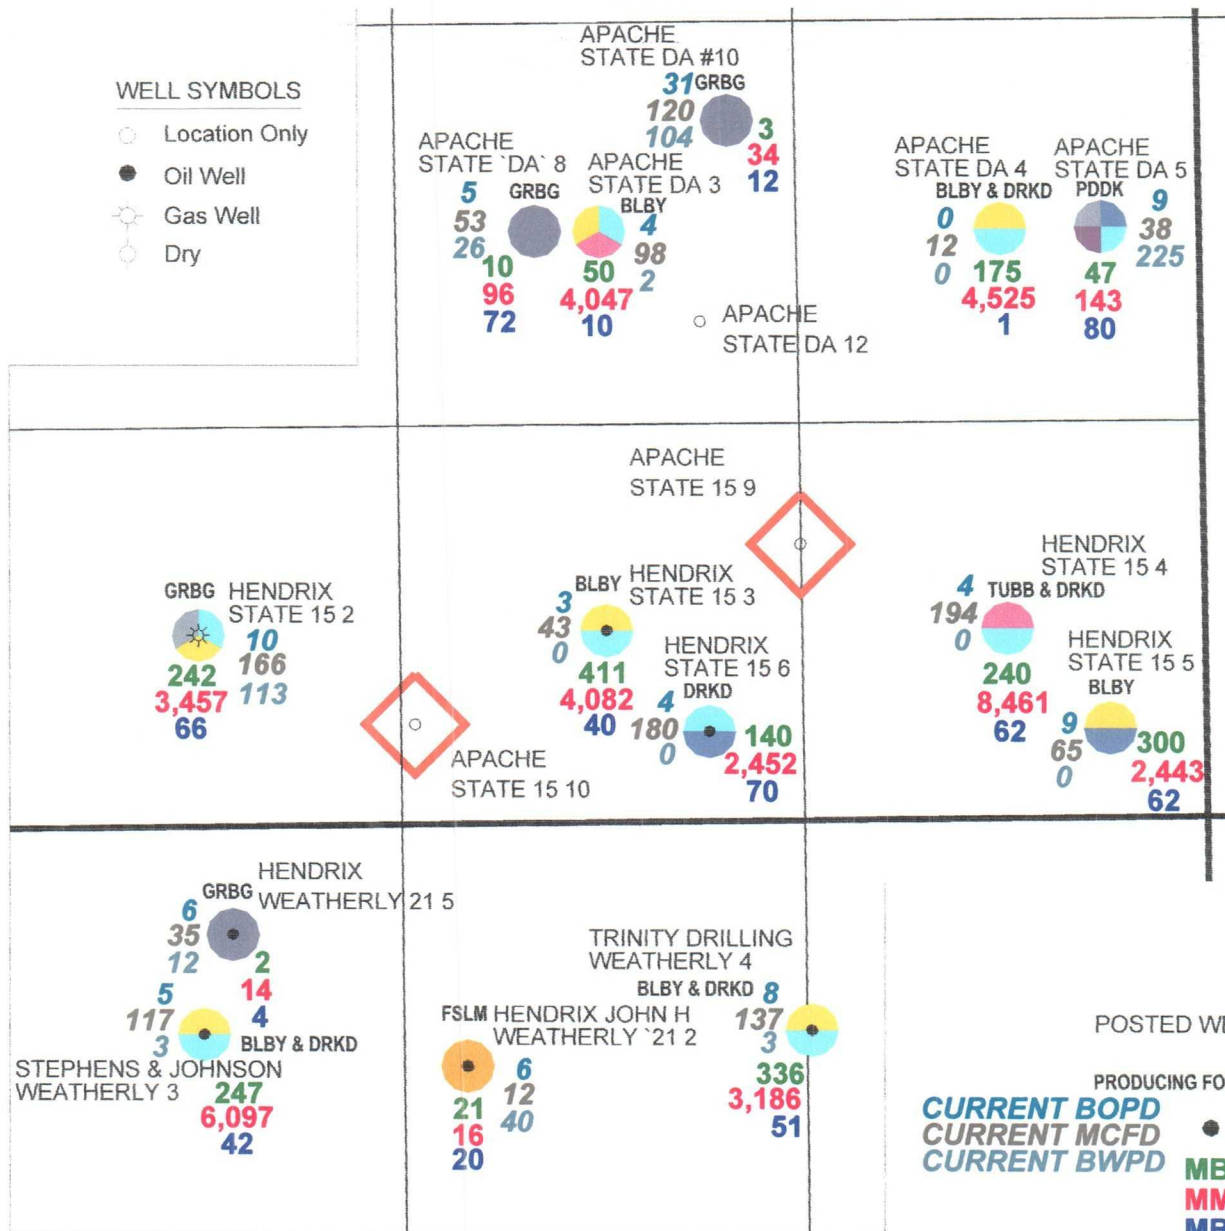 WELL SYMBOLS
Location Only
Oil Well
Gas Well
Dry
APACHE
STATE DA #10
31 GRBG
120
104
3
34
12
APACHE
STATE `DA` 8
GRBG
5
53
26
10
96
72
APACHE
STATE DA 3
BLBY
4
98
2
50
4,047
10
APACHE
STATE DA 12
APACHE
STATE DA 4
BLBY & DRKD
0
12
0
175
4,525
1
APACHE
STATE DA 5
PDDK
9
38
225
47
143
80
APACHE
STATE 15 9
GRBG
HENDRIX
STATE 15 2
10
166
113
242
3,457
66
APACHE
STATE 15 10
BLBY
HENDRIX
STATE 15 3
3
43
0
411
4,082
40
HENDRIX
STATE 15 6
DRKD
4
180
0
140
2,452
70
HENDRIX
STATE 15 4
TUBB & DRKD
4
194
0
240
8,461
62
HENDRIX
STATE 15 5
BLBY
9
65
0
300
2,443
62
HENDRIX
WEATHERLY 21 5
GRBG
6
35
12
2
14
4
5
117
3
BLBY & DRKD
STEPHENS & JOHNSON
WEATHERLY 3
247
6,097
42
FSLM
HENDRIX JOHN H
WEATHERLY `21 2
6
12
40
21
16
20
TRINITY DRILLING
WEATHERLY 4
BLBY & DRKD
8
137
3
336
3,186
51
POSTED
PRODUCING
CURRENT BOPD
CURRENT MCFD
CURRENT BWPD
MB
MM